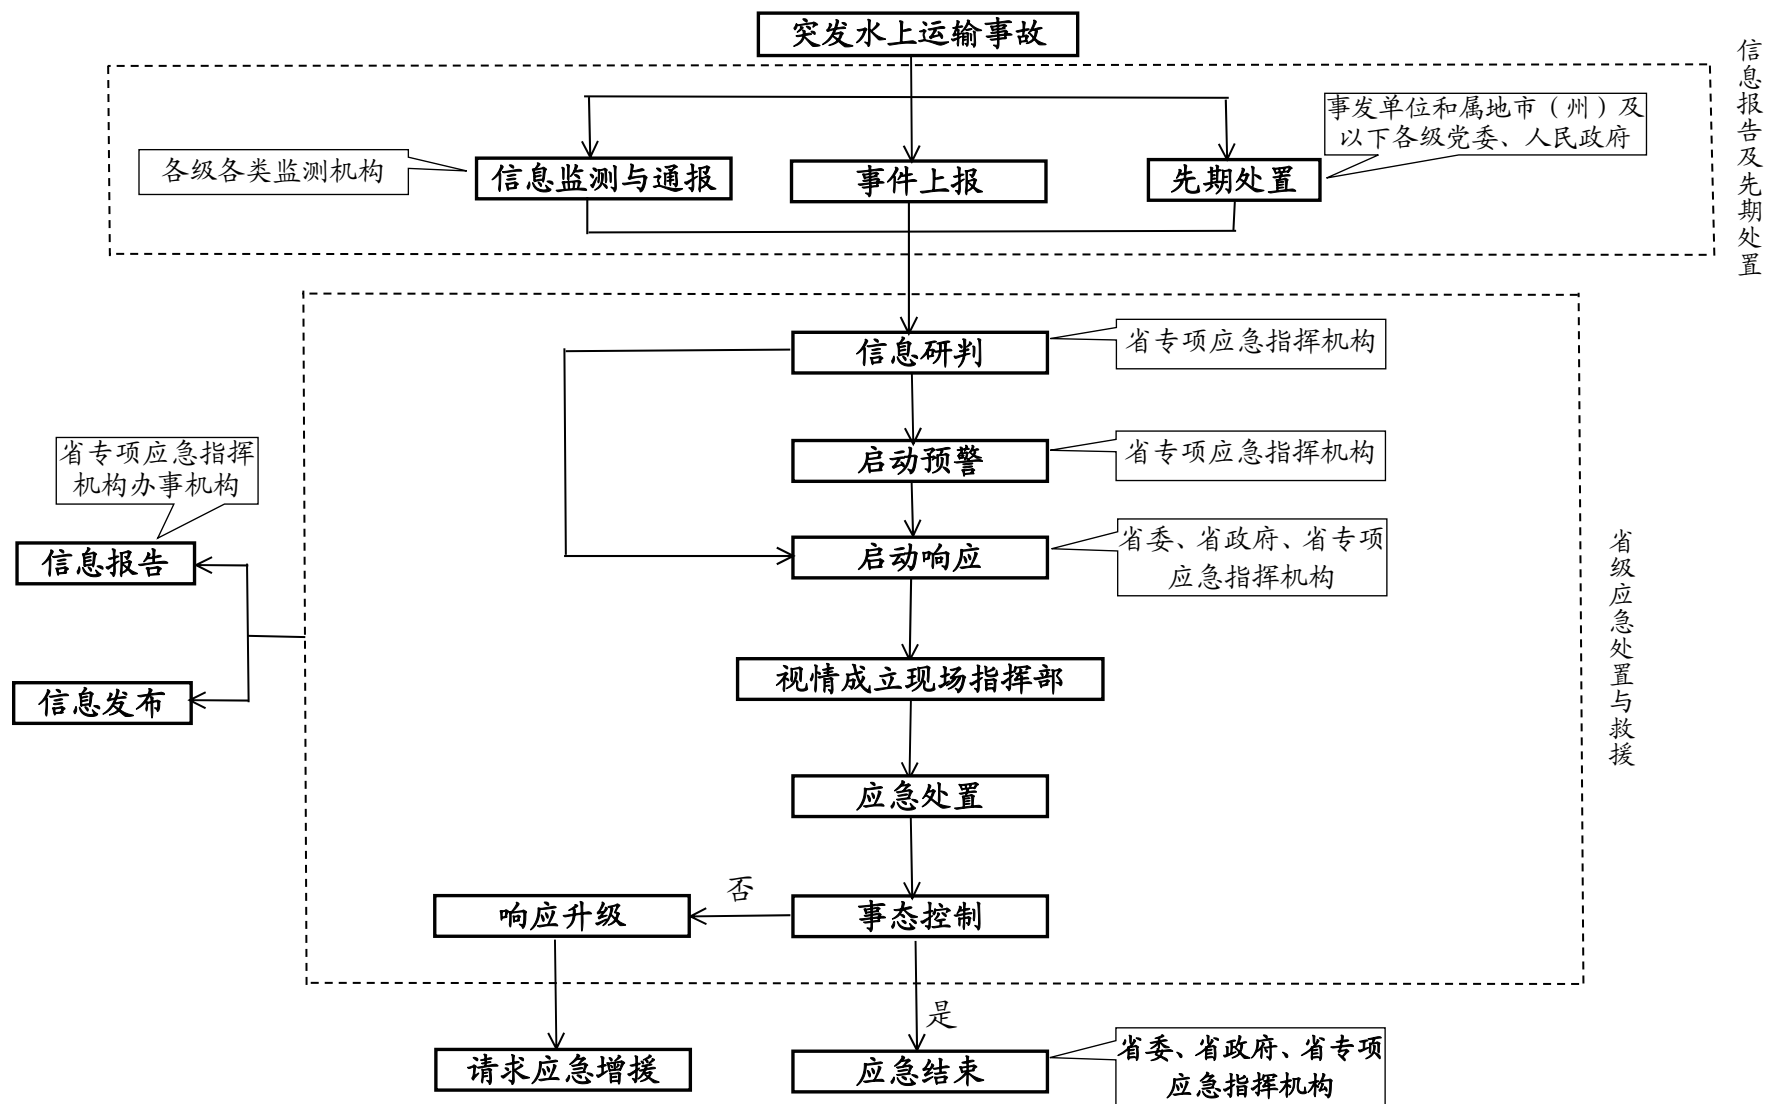 突发水上运输事故
信息报告及先期处置
事发单位和属地市（州）及
以下各级党委、人民政府
各级各类监测机构
信息监测与通报
事件上报
先期处置
信息研判
省专项应急指挥机构
启动预警
省专项应急指挥机构
省专项应急指挥
机构办事机构
启动响应
省委、省政府、省专项
应急指挥机构
信息报告
信息发布
省级应急处置与救援
视情成立现场指挥部
应急处置
事态控制
否
响应升级
是
请求应急增援
应急结束
省委、省政府、省专项
应急指挥机构